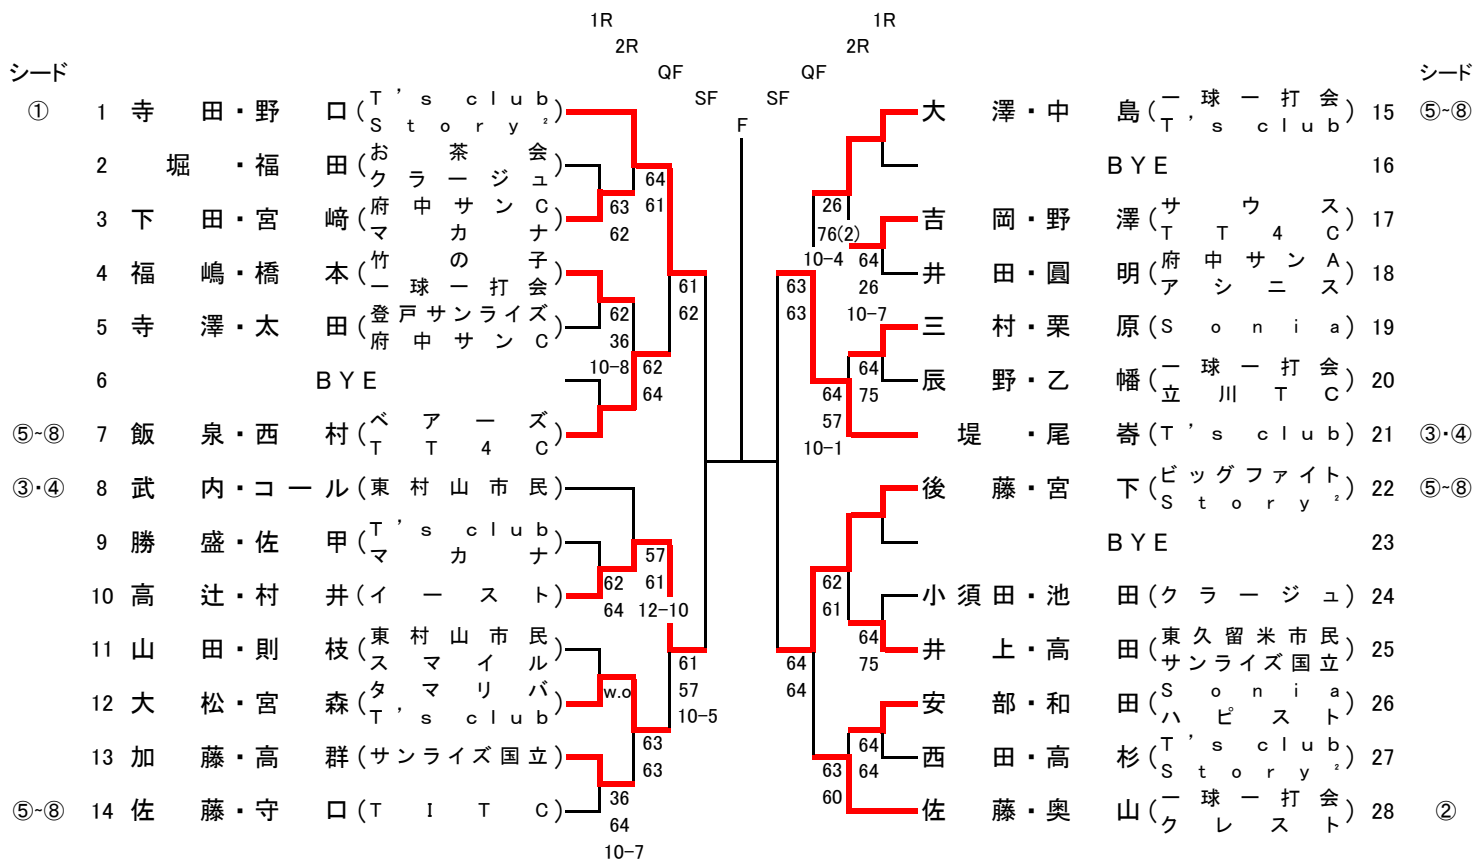 1R 1R
2R 2R
QF QF
シード SF SF シード
F
① 1 寺田・野口 (T's club Story²)
2 堀・福田 (お茶会 クラージュ)
3 下田・宮﨑 (府中サンC マカナ)
4 福嶋・橋本 (竹の子 一球一打会)
5 寺澤・太田 (登戸サンライズ 府中サンC)
6 BYE
⑤~⑧ 7 飯泉・西村 (ベアーズ TT4C)
③・④ 8 武内・コール (東村山市民)
9 勝盛・佐甲 (T's club マカナ)
10 高辻・村井 (イースト)
11 山田・則枝 (東村山市民 スマイル)
12 大松・宮森 (タマリバ T's club)
13 加藤・高群 (サンライズ国立)
⑤~⑧ 14 佐藤・守口 (TITC)
63
62
62
36
10-8
62
64
w.o
36
64
10-7
64
61
62
64
57
61
12-10
63
63
61
62
61
57
10-5
大澤・中島 (一球一打会 T's club) 15 ⑤~⑧
BYE 16
吉岡・野澤 (サウス TT4C) 17
井田・圓明 (府中サンA アシニス) 18
三村・栗原 (Sonia) 19
辰野・乙幡 (一球一打会 立川TC) 20
堤・尾嵜 (T's club) 21 ③・④
後藤・宮下 (ビッグファイト Story²) 22 ⑤~⑧
BYE 23
小須田・池田 (クラージュ) 24
井上・高田 (東久留米市民 サンライズ国立) 25
安部・和田 (Sonia ハピスト) 26
西田・高杉 (T's club Story²) 27
佐藤・奥山 (一球一打会 クレスト) 28 ②
64
26
10-7
64
75
64
75
64
64
26
76(2)
10-4
64
57
10-1
62
61
63
60
63
63
64
64